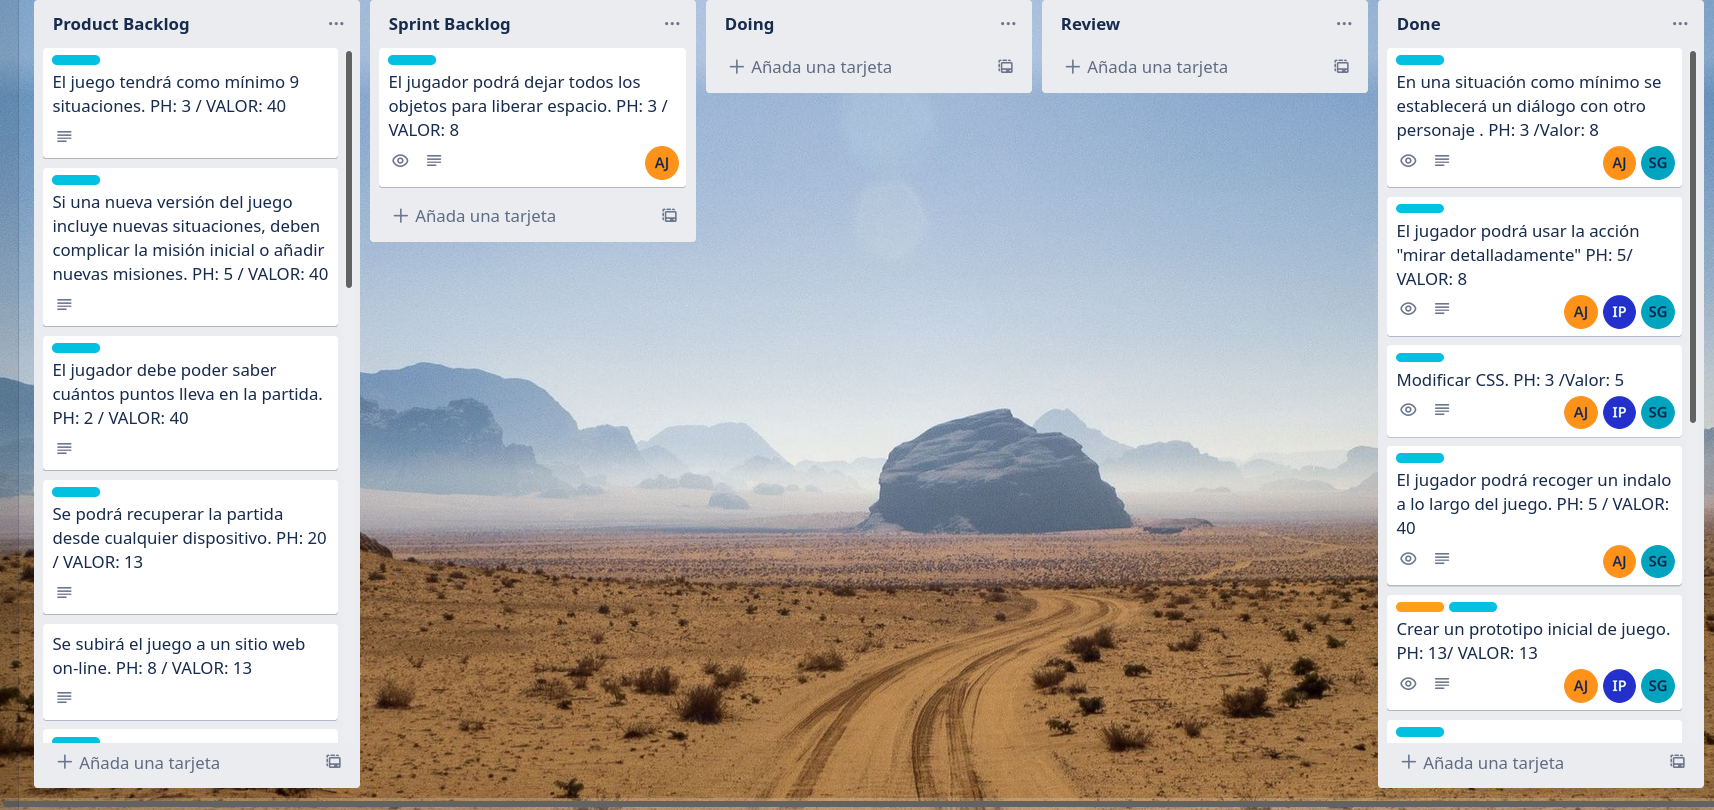 Product Backlog
El juego tendrá como mínimo 9
situaciones. PH: 3 / VALOR: 40
Si una nueva versión del juego
incluye nuevas situaciones, deben
complicar la misión inicial o añadir
nuevas misiones. PH: 5 / VALOR: 40
El jugador debe poder saber
cuántos puntos lleva en la partida.
PH: 2 / VALOR: 40
Se podrá recuperar la partida
desde cualquier dispositivo. PH: 20
/ VALOR: 13
Se subirá el juego a un sitio web
on-line. PH: 8 / VALOR: 13
Añada una tarjeta
Sprint Backlog
El jugador podrá dejar todos los
objetos para liberar espacio. PH: 3 /
VALOR: 8
AJ
Añada una tarjeta
Doing
Añada una tarjeta
Review
Añada una tarjeta
Done
En una situación como mínimo se
establecerá un diálogo con otro
personaje . PH: 3 /Valor: 8
AJ SG
El jugador podrá usar la acción
"mirar detalladamente" PH: 5/
VALOR: 8
AJ IP SG
Modificar CSS. PH: 3 /Valor: 5
AJ IP SG
El jugador podrá recoger un indalo
a lo largo del juego. PH: 5 / VALOR:
40
AJ SG
Crear un prototipo inicial de juego.
PH: 13/ VALOR: 13
AJ IP SG
Añada una tarjeta